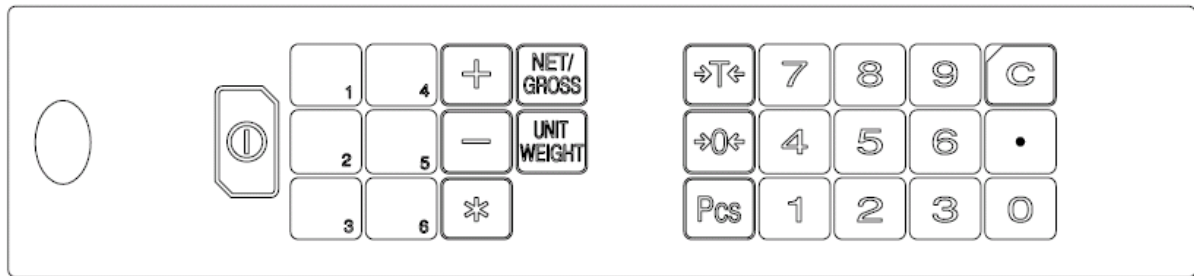 1 4 + NET/ GROSS →T← 7 8 9 C
2 5 − UNIT WEIGHT →0← 4 5 6 •
3 6 * Pcs 1 2 3 0